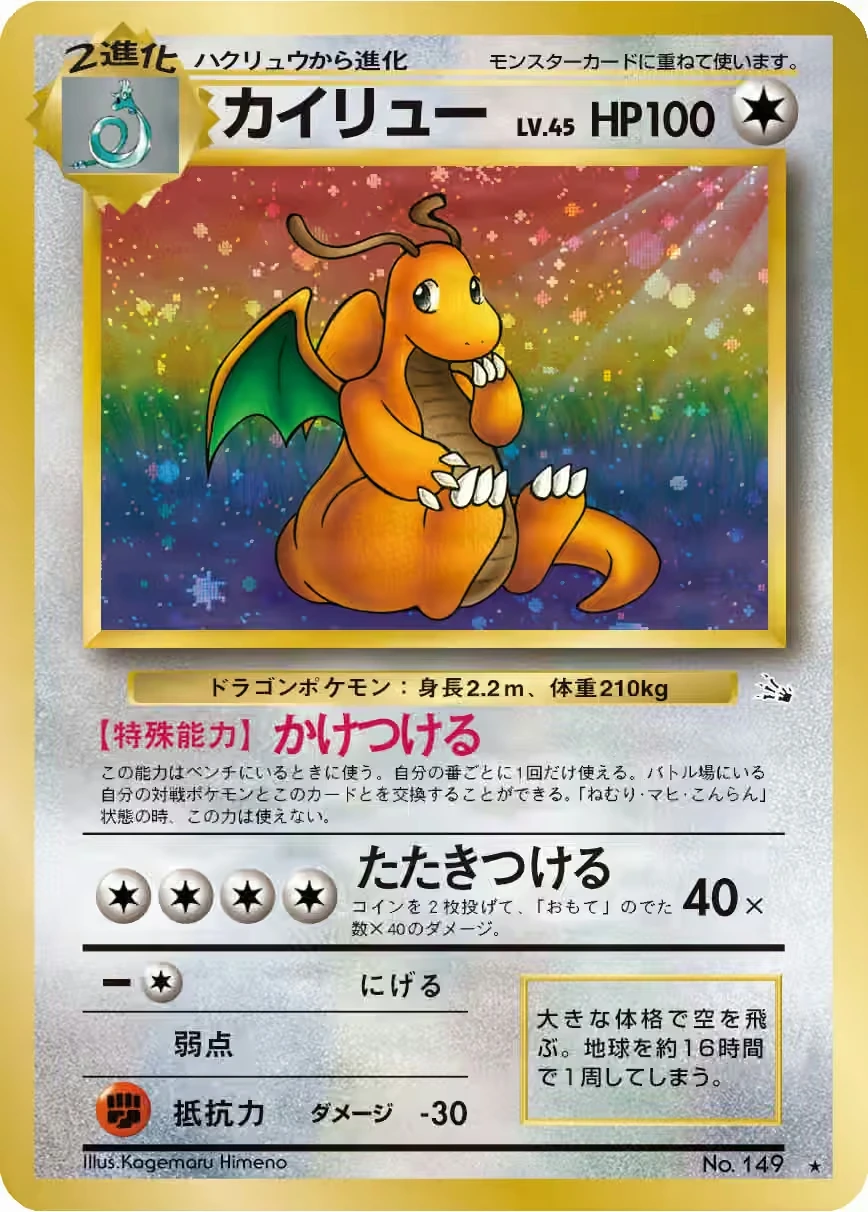 2進化
ハクリュウから進化
モンスターカードに重ねて使います。
カイリュー LV.45 HP100
ドラゴンポケモン：身長2.2m、体重210kg
【特殊能力】かけつける
この能力はベンチにいるときに使う。自分の番ごとに1回だけ使える。バトル場にいる
自分の対戦ポケモンとこのカードとを交換することができる。「ねむり・マヒ・こんらん」
状態の時、この力は使えない。
たたきつける
コインを2枚投げて、「おもて」のでた
数×40のダメージ。
40×
にげる
弱点
抵抗力 ダメージ -30
大きな体格で空を飛
ぶ。地球を約16時間
で1周してしまう。
Illus.Kagemaru Himeno
No. 149 ★